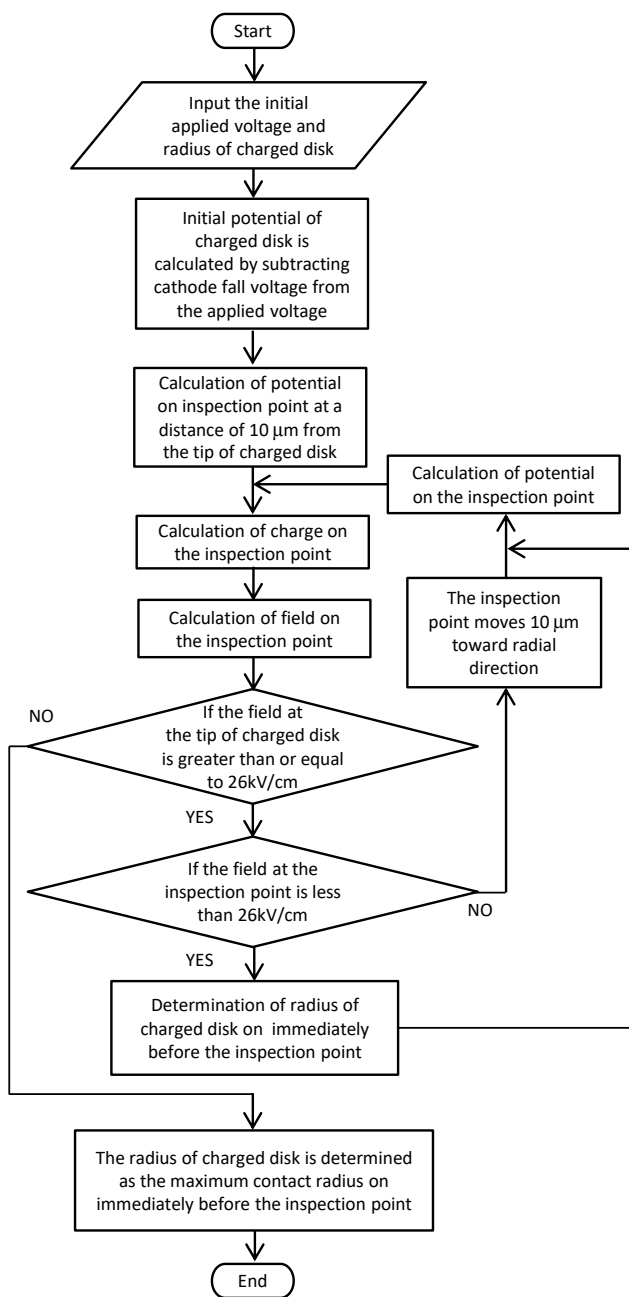 Start
Input the initial
applied voltage and
radius of charged disk
Initial potential of
charged disk is
calculated by subtracting
cathode fall voltage from
the applied voltage
Calculation of potential
on inspection point at a
distance of 10 μm from
the tip of charged disk
Calculation of potential
on the inspection point
Calculation of charge on
the inspection point
The inspection
point moves 10 μm
toward radial
direction
Calculation of field on
the inspection point
NO
If the field at
the tip of charged disk
is greater than or equal
to 26kV/cm
YES
If the field at the
inspection point is less
than 26kV/cm
NO
YES
Determination of radius of
charged disk on immediately
before the inspection point
The radius of charged disk is determined
as the maximum contact radius on
immediately before the inspection point
End